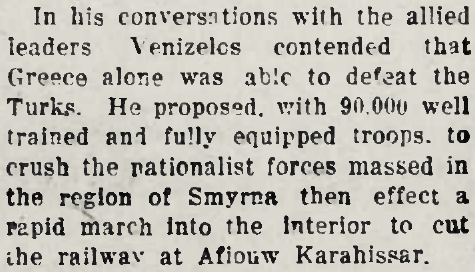 In his conversations with the allied
leaders Venizelos contended that
Greece alone was able to defeat the
Turks. He proposed, with 90,000 well
trained and fully equipped troops. to
crush the nationalist forces massed in
the region of Smyrna then effect a
rapid march into the interior to cut
the railway at Afiouw Karahissar.